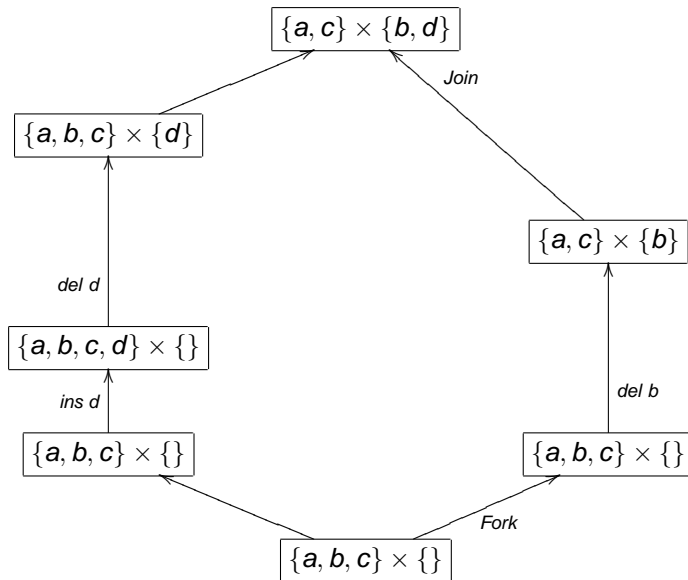 {a, c} × {b, d}
Join
{a, b, c} × {d}
{a, c} × {b}
del d
{a, b, c, d} × {}
ins d
del b
{a, b, c} × {}
{a, b, c} × {}
Fork
{a, b, c} × {}